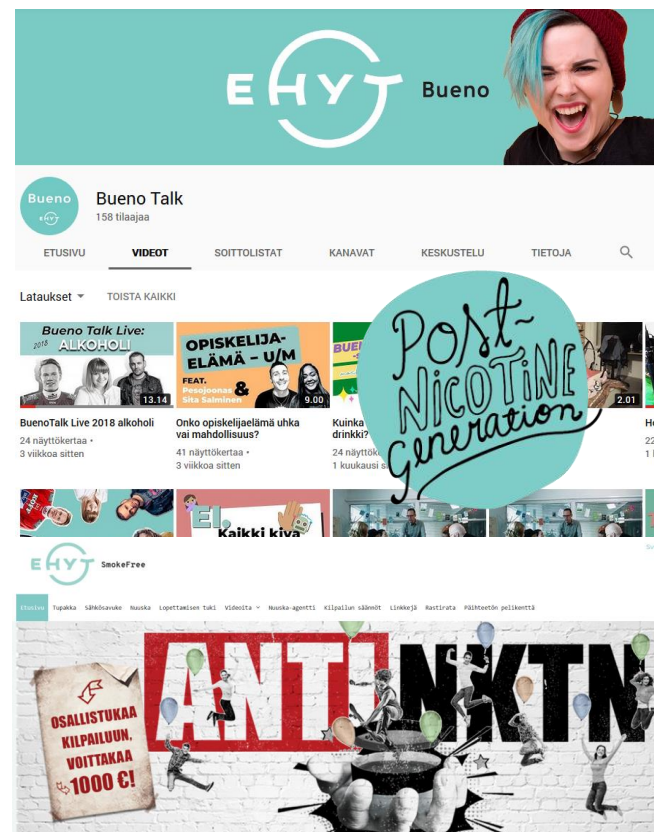 EHYT
Bueno
Bueno
EHYT
Bueno Talk
158 tilaajaa
ETUSIVU VIDEOT SOITTOLISTAT KANAVAT KESKUSTELU TIETOJA
Lataukset TOISTA KAIKKI
Bueno Talk Live:
2018 ALKOHOLI
13.14
BuenoTalk Live 2018 alkoholi
24 näyttökertaa •
3 viikkoa sitten
OPISKELIJA-
ELÄMÄ – U/M
FEAT.
Pesojoonas
& Sita Salminen
9.00
Onko opiskelijaelämä uhka
vai mahdollisuus?
41 näyttökertaa •
3 viikkoa sitten
Kuinka
drinkki?
1 kuukausi
2.01
POST-
NICOTINE
Generation
EI.
Kaikki kiva
EHYT SmokeFree
Etusivu Tupakka Sähkösavuke Nuuska Lopettamisen tuki Videoita Nuuska-agentti Kilpailun säännöt Linkkejä Rastirata Päihteetön pelikenttä
ANTI NKTN
OSALLISTUKAA
KILPAILUUN,
VOITTAKAA
1000 €!